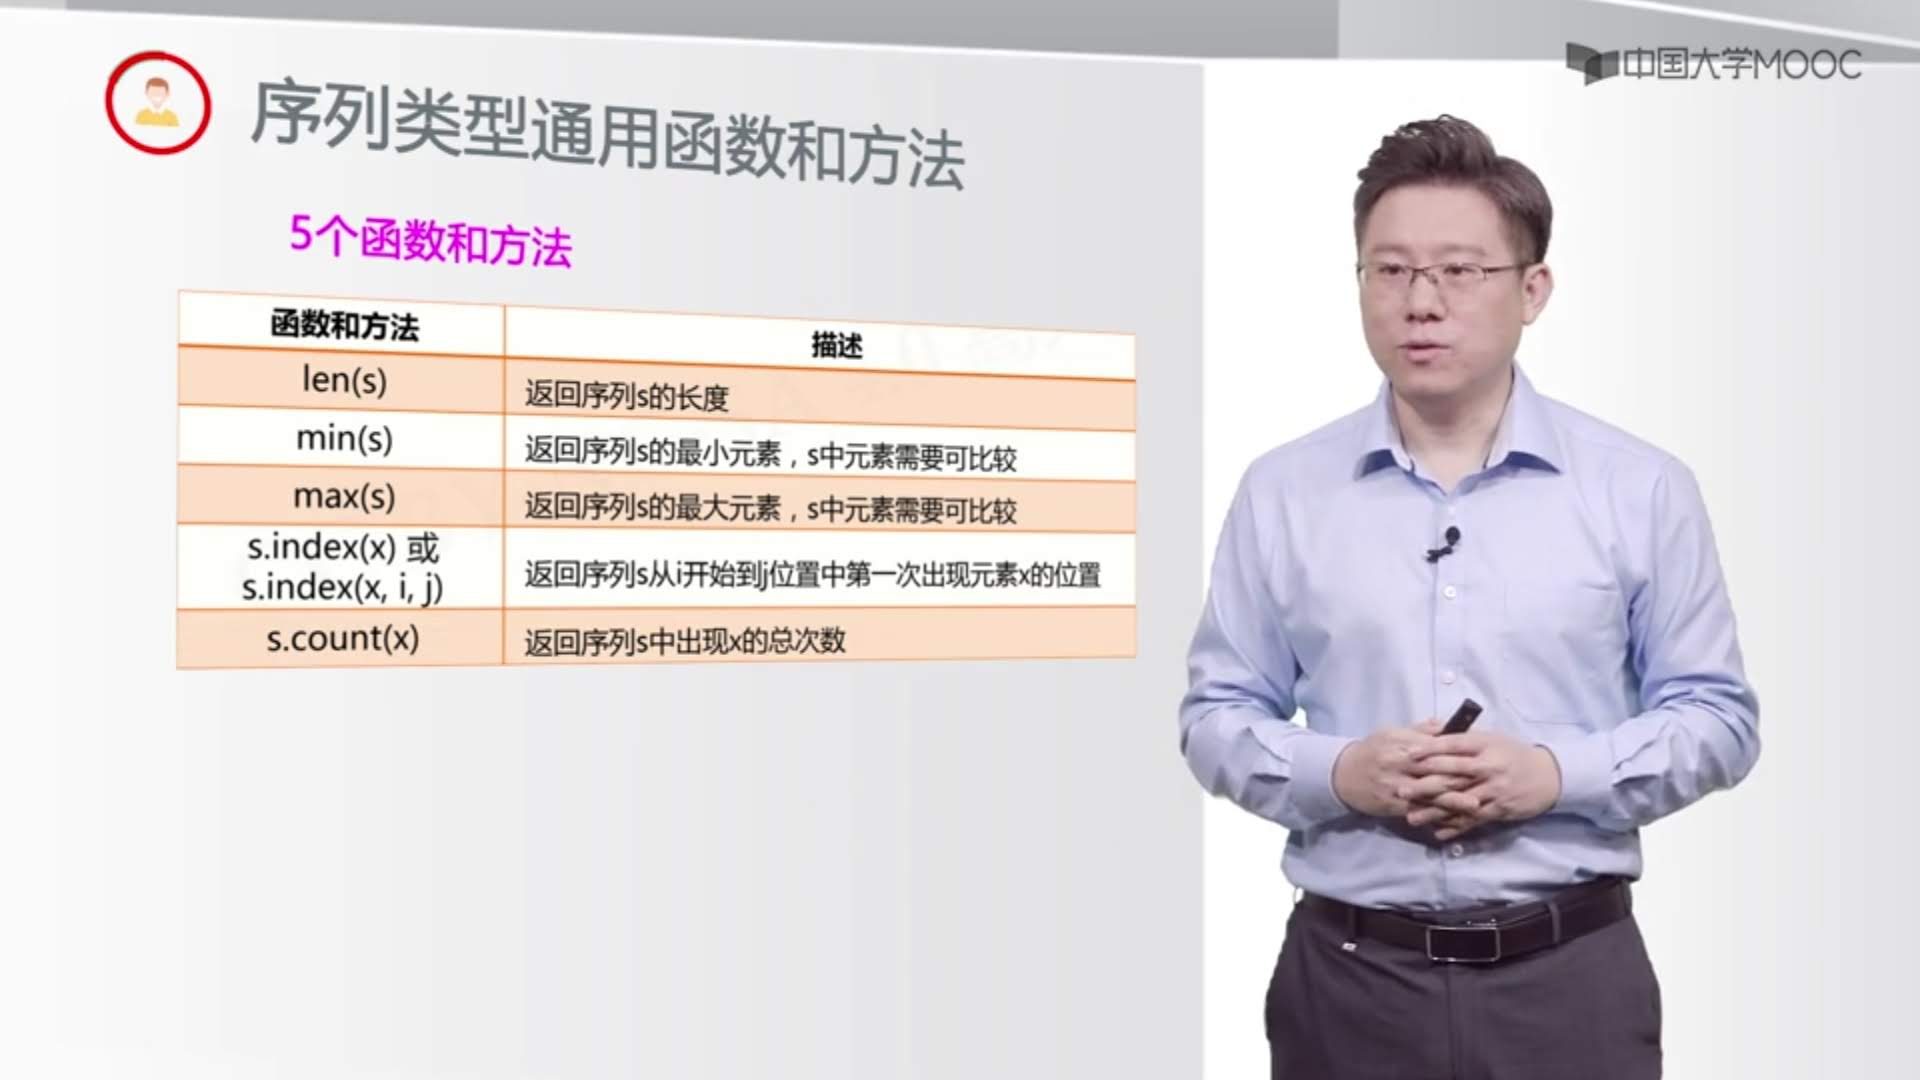 中国大学MOOC
序列类型通用函数和方法
5个函数和方法
函数和方法 描述
len(s) 返回序列s的长度
min(s) 返回序列s的最小元素，s中元素需要可比较
max(s) 返回序列s的最大元素，s中元素需要可比较
s.index(x) 或
s.index(x, i, j) 返回序列s从i开始到j位置中第一次出现元素x的位置
s.count(x) 返回序列s中出现x的总次数